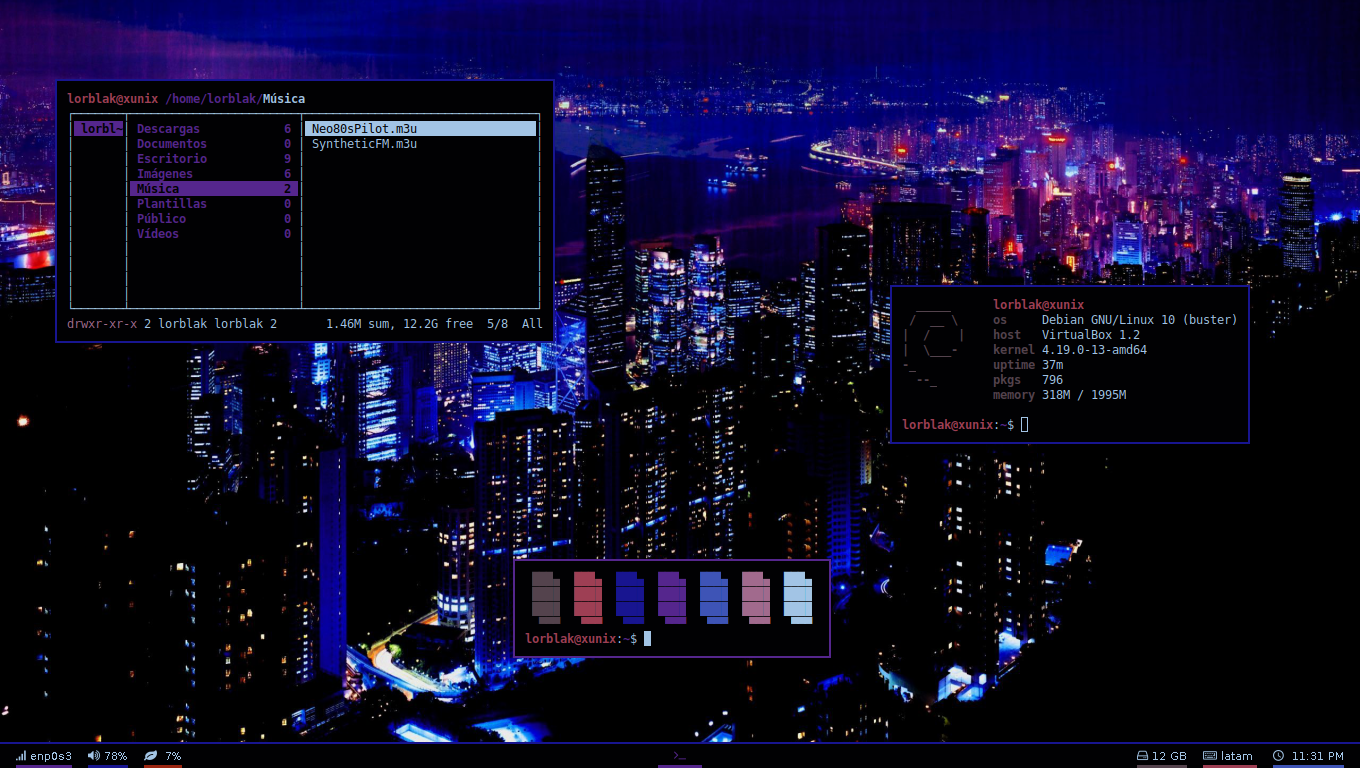 lorblak@xunix /home/lorblak/Música
lorbl~
Descargas 6
Documentos 0
Escritorio 9
Imágenes 6
Música 2
Plantillas 0
Público 0
Vídeos 0
Neo80sPilot.m3u
SyntheticFM.m3u
drwxr-xr-x 2 lorblak lorblak 2 1.46M sum, 12.2G free 5/8 All
lorblak@xunix
os Debian GNU/Linux 10 (buster)
host VirtualBox 1.2
kernel 4.19.0-13-amd64
uptime 37m
pkgs 796
memory 318M / 1995M
lorblak@xunix:~$
lorblak@xunix:~$
enp0s3 78% 7% >_ 12 GB latam 11:31 PM